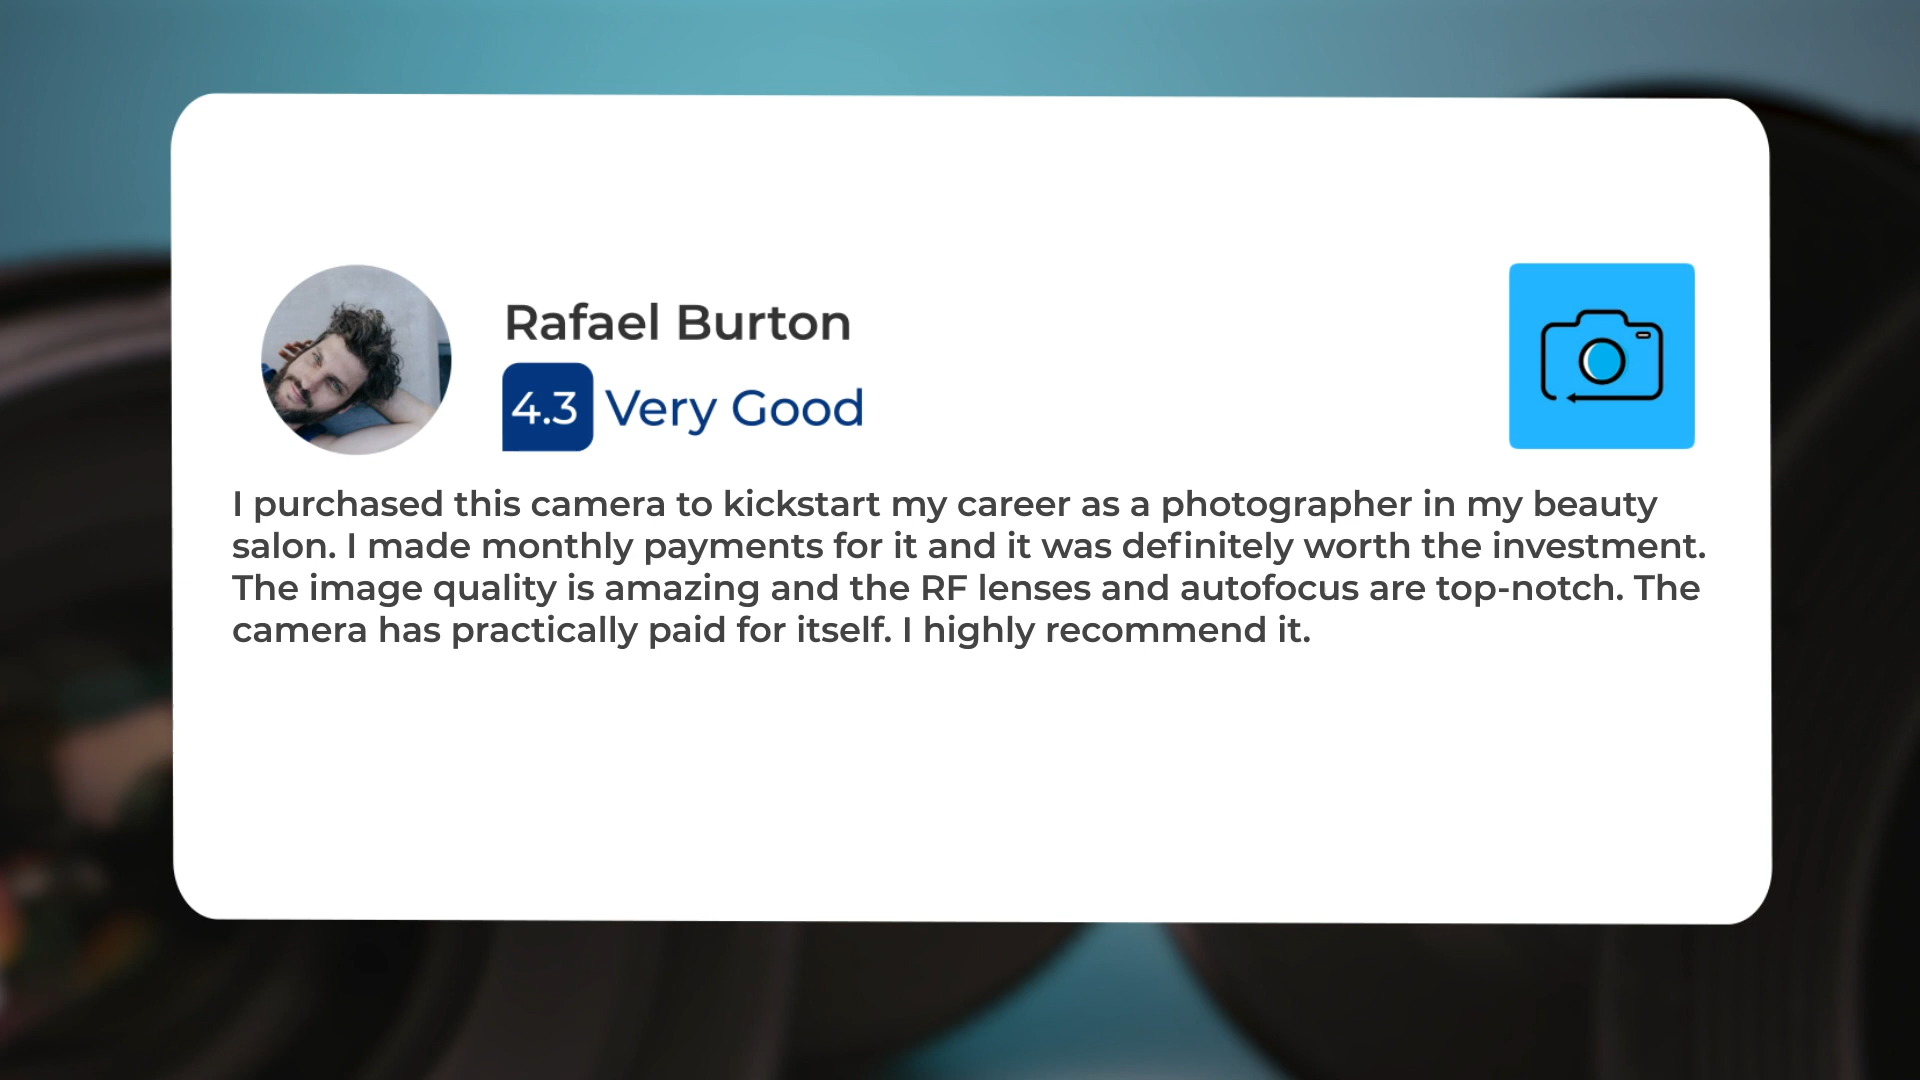 Rafael Burton
4.3 Very Good
I purchased this camera to kickstart my career as a photographer in my beauty
salon. I made monthly payments for it and it was definitely worth the investment.
The image quality is amazing and the RF lenses and autofocus are top-notch. The
camera has practically paid for itself. I highly recommend it.